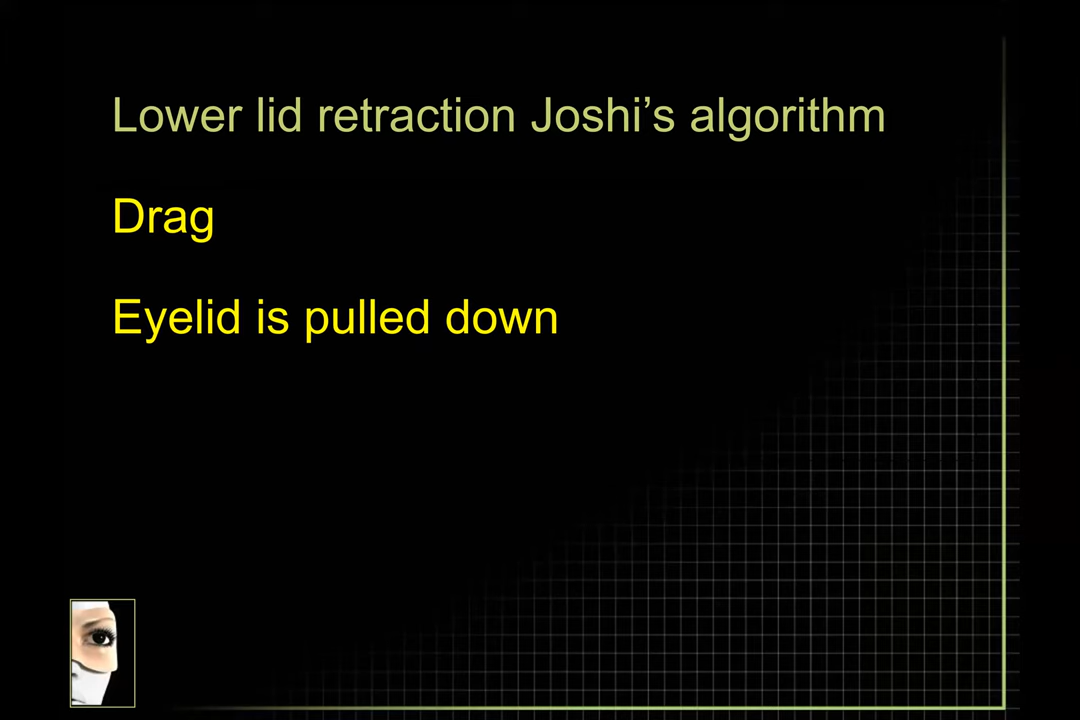 Lower lid retraction Joshi’s algorithm
Drag
Eyelid is pulled down